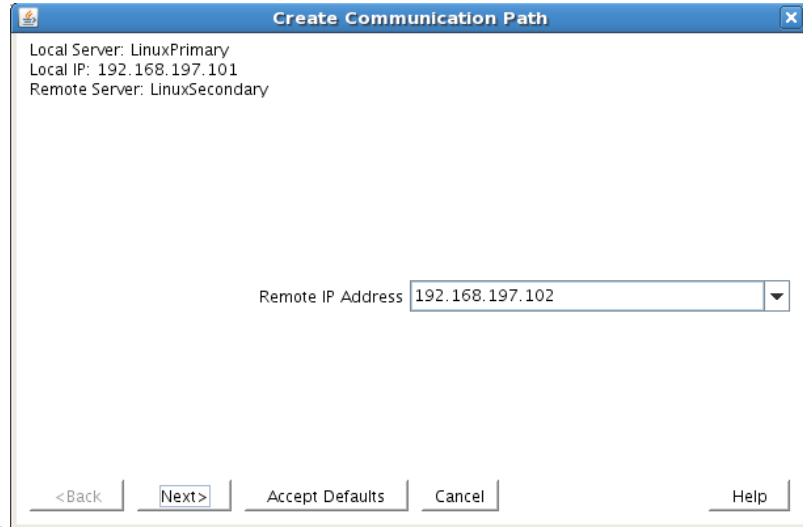 Create Communication Path
Local Server: LinuxPrimary
Local IP: 192.168.197.101
Remote Server: LinuxSecondary
Remote IP Address 192.168.197.102
<Back Next> Accept Defaults Cancel Help